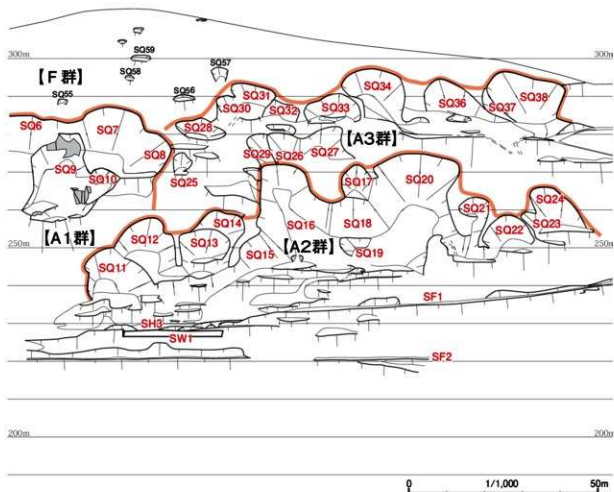 SQ59
300m
300m
SQ57
【F群】
SQ58
SQ34
SQ55
SQ56
SQ31
SQ38
SQ30
SQ36
SQ37
SQ33
SQ32
SQ6
SQ7
SQ28
【A3群】
SQ8
SQ29
SQ26
SQ27
SQ9
SQ25
SQ10
SQ17
SQ20
SQ24
SQ21
SQ14
SQ16
SQ18
SQ23
【A1群】
SQ12
SQ22
SQ13
【A2群】
250m
250m
SQ15
SQ19
SQ11
SF1
SH3
SW1
SF2
200m
200m
0 1/1,000 50m